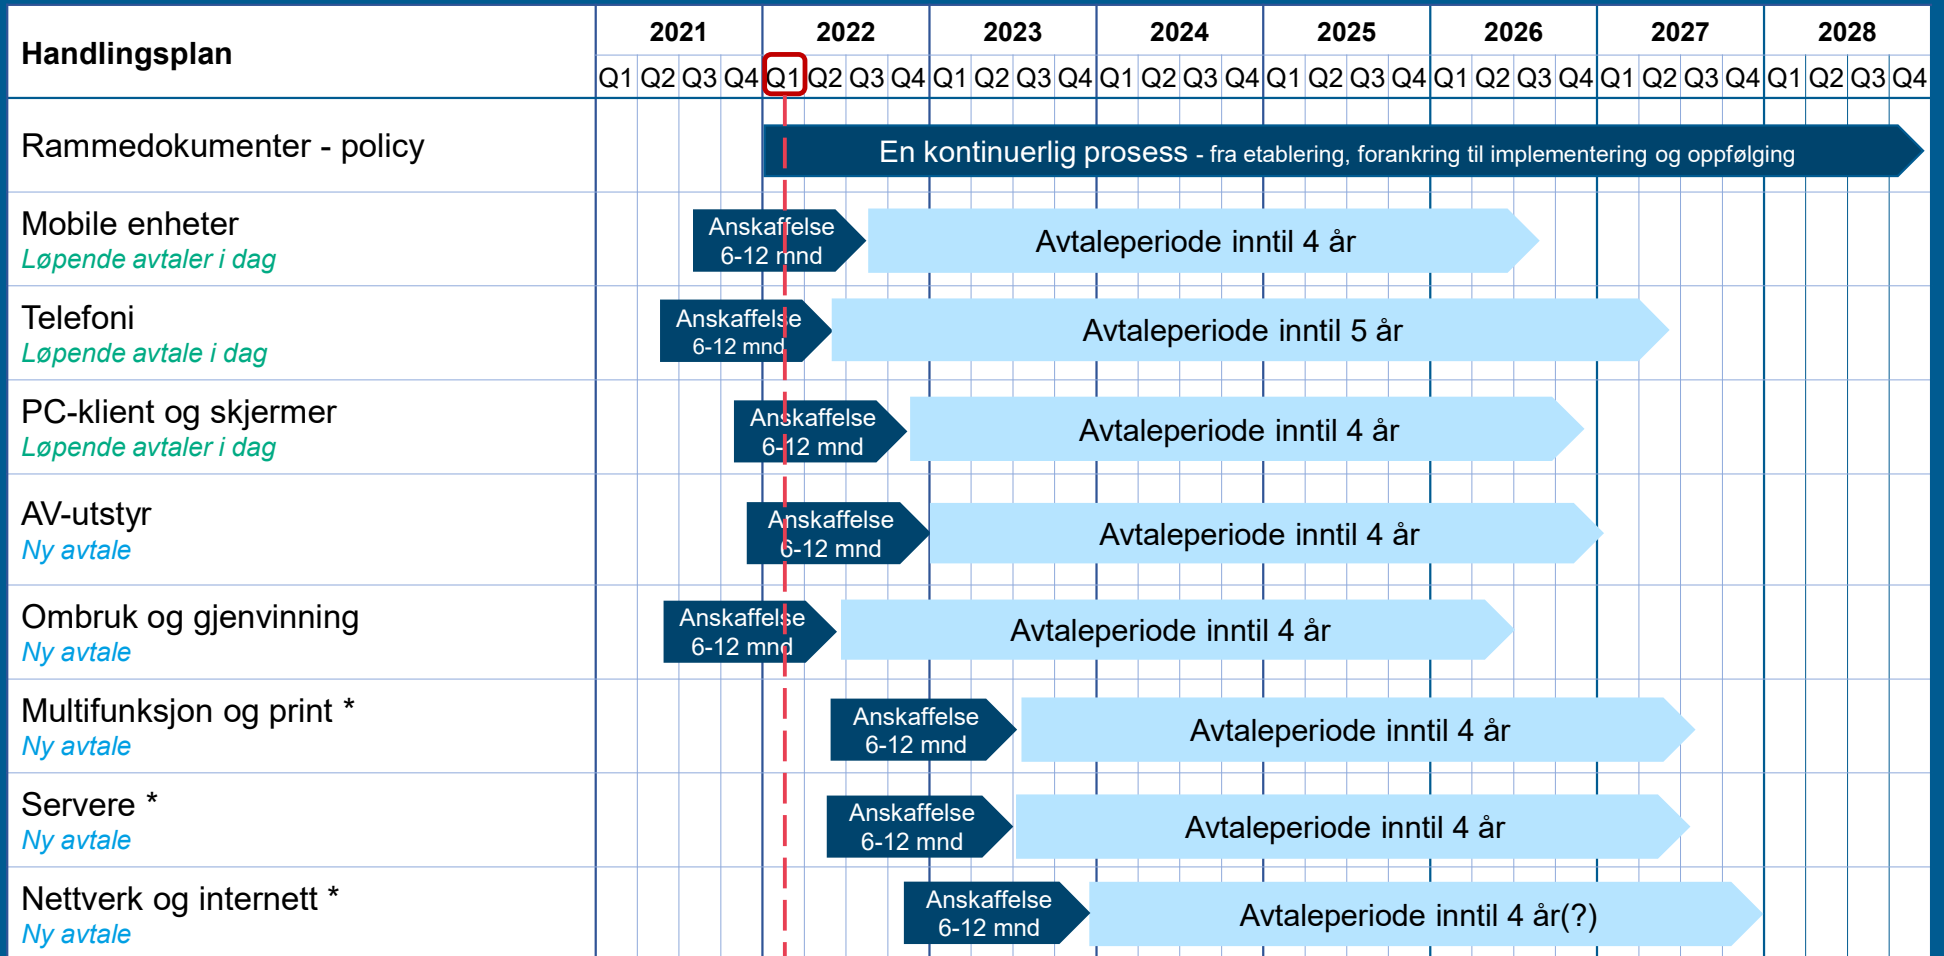 Handlingsplan
2021 2022 2023 2024 2025 2026 2027 2028
Q1 Q2 Q3 Q4 Q1 Q2 Q3 Q4 Q1 Q2 Q3 Q4 Q1 Q2 Q3 Q4 Q1 Q2 Q3 Q4 Q1 Q2 Q3 Q4 Q1 Q2 Q3 Q4 Q1 Q2 Q3 Q4
Rammedokumenter - policy
En kontinuerlig prosess - fra etablering, forankring til implementering og oppfølging
Mobile enheter
Løpende avtaler i dag
Anskaffelse
6-12 mnd
Avtaleperiode inntil 4 år
Telefoni
Løpende avtale i dag
Anskaffelse
6-12 mnd
Avtaleperiode inntil 5 år
PC-klient og skjermer
Løpende avtaler i dag
Anskaffelse
6-12 mnd
Avtaleperiode inntil 4 år
AV-utstyr
Ny avtale
Anskaffelse
6-12 mnd
Avtaleperiode inntil 4 år
Ombruk og gjenvinning
Ny avtale
Anskaffelse
6-12 mnd
Avtaleperiode inntil 4 år
Multifunksjon og print *
Ny avtale
Anskaffelse
6-12 mnd
Avtaleperiode inntil 4 år
Servere *
Ny avtale
Anskaffelse
6-12 mnd
Avtaleperiode inntil 4 år
Nettverk og internett *
Ny avtale
Anskaffelse
6-12 mnd
Avtaleperiode inntil 4 år(?)